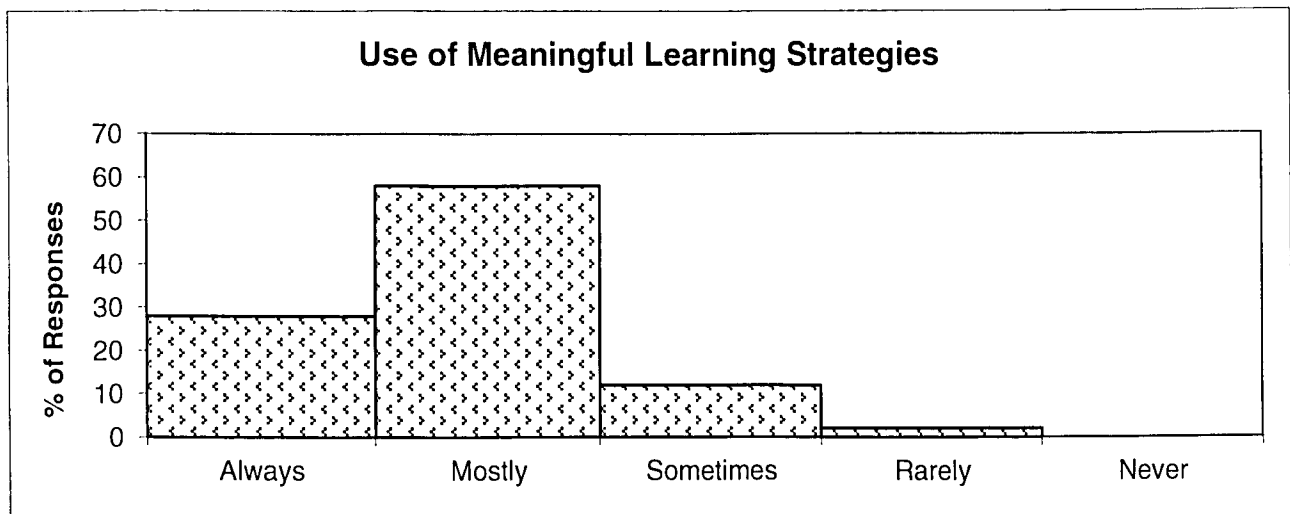 Use of Meaningful Learning Strategies
70
60
50
40
30
20
10
0
% of Responses
Always Mostly Sometimes Rarely Never